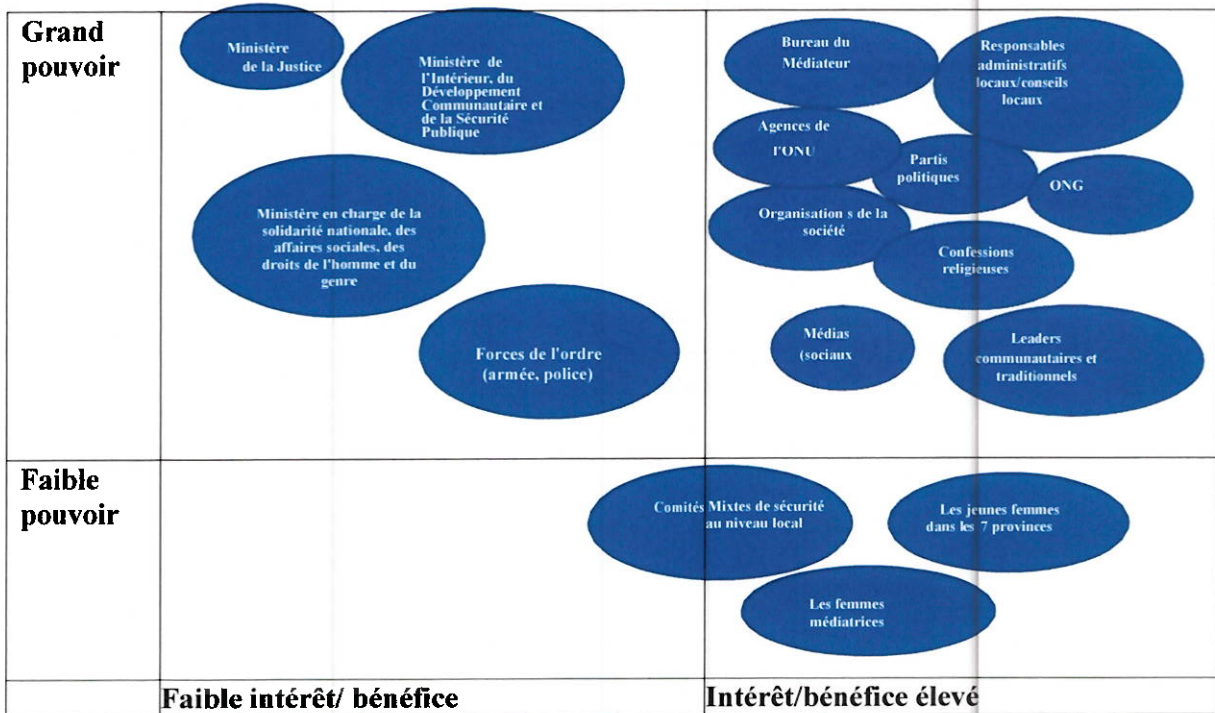 Grand
pouvoir
Ministère
de la Justice
Ministère de
l'Intérieur, du
Développement
Communautaire et
de la Sécurité
Publique
Ministère en charge de la
solidarité nationale, des
affaires sociales, des
droits de l'homme et du
genre
Forces de l'ordre
(armée, police)
Bureau du
Médiateur
Responsables
administratifs
locaux/conseils
locaux
Agences de
l'ONU
Partis
politiques
ONG
Organisation s de la
société
Confessions
religieuses
Médias
(sociaux
Leaders
communautaires et
traditionnels
Faible
pouvoir
Comités Mixtes de sécurité
au niveau local
Les jeunes femmes
dans les 7 provinces
Les femmes
médiatrices
Faible intérêt/ bénéfice
Intérêt/bénéfice élevé